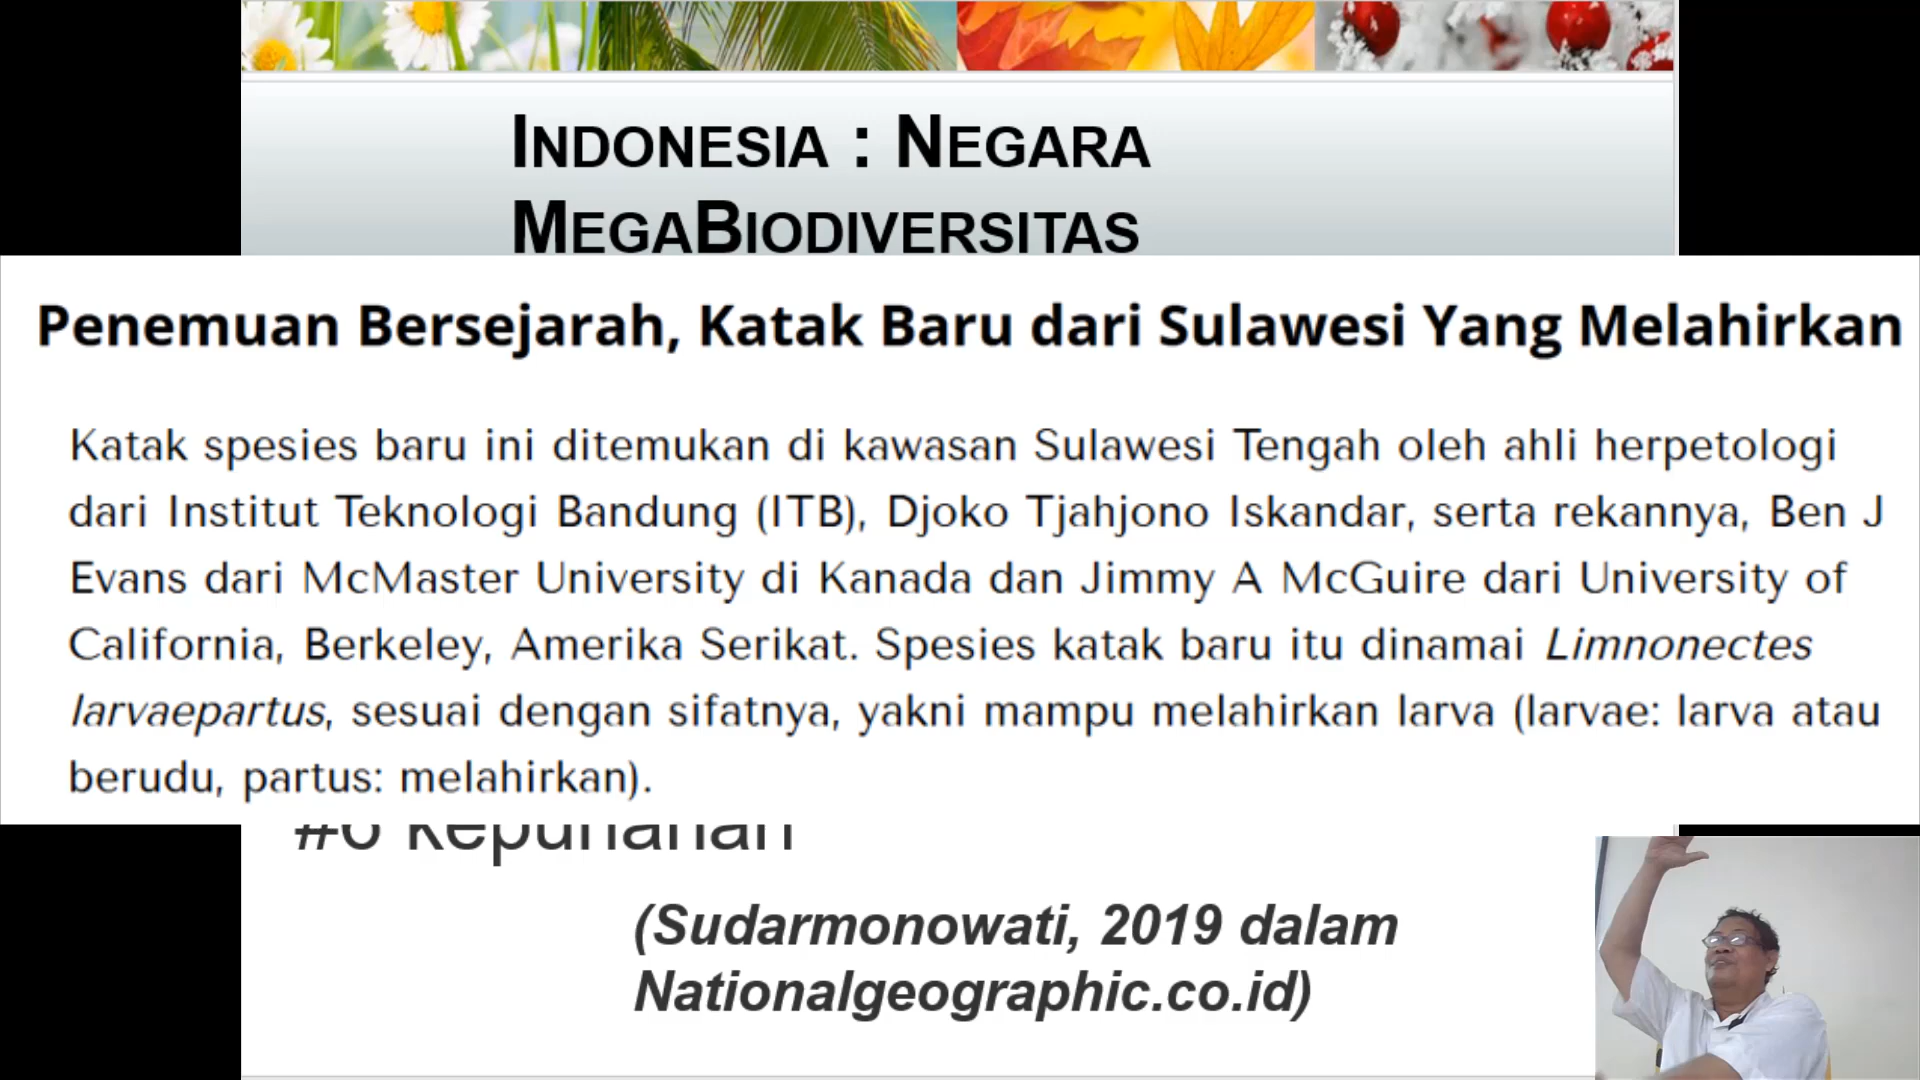 INDONESIA : NEGARA
MEGABIODIVERSITAS
Penemuan Bersejarah, Katak Baru dari Sulawesi Yang Melahirkan
Katak spesies baru ini ditemukan di kawasan Sulawesi Tengah oleh ahli herpetologi
dari Institut Teknologi Bandung (ITB), Djoko Tjahjono Iskandar, serta rekannya, Ben J
Evans dari McMaster University di Kanada dan Jimmy A McGuire dari University of
California, Berkeley, Amerika Serikat. Spesies katak baru itu dinamai Limnonectes
larvaepartus, sesuai dengan sifatnya, yakni mampu melahirkan larva (larvae: larva atau
berudu, partus: melahirkan).
kepunahan
(Sudarmonowati, 2019 dalam
Nationalgeographic.co.id)